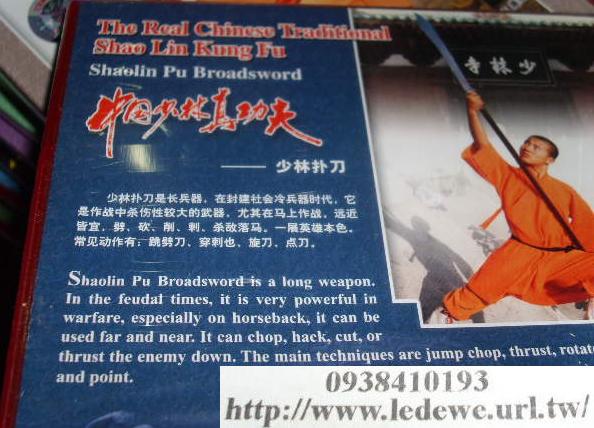 The Real Chinese Traditional
Shao Lin Kung Fu
Shaolin Pu Broadsword
中国少林真功夫
—— 少林扑刀
寺林少
少林扑刀是长兵器，在封建社会冷兵器时代，它
是作战中杀伤性较大的武器，尤其在马上作战，远近
皆宜，劈、砍、削、刺、杀敌落马，一展英雄本色。
常见动作有：跳劈刀、穿刺也、旋刀、点刀。
Shaolin Pu Broadsword is a long weapon.
In the feudal times, it is very powerful in
warfare, especially on horseback, it can be
used far and near. It can chop, hack, cut, or
thrust the enemy down. The main techniques are jump chop, thrust, rotate
and point.
0938410193
http://www.ledewe.url.tw/